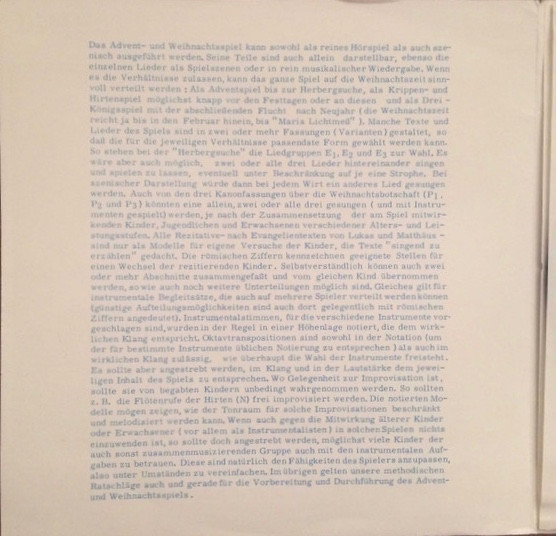 Das Advent- und Weihnachtsspiel kann sowohl als reines Hörspiel als auch sze-
nisch ausgeführt werden. Seine Teile sind auch allein darstellbar, ebenso die
einzelnen Lieder als Spielszenen oder in rein musikalischer Wiedergabe. Wenn
es die Verhältnisse zulassen, kann das ganze Spiel auf die Weihnachtszeit sinn-
voll verteilt werden : Als Adventspiel bis zur Herbergsuche, als Krippen- und
Hirtenspiel möglichst knapp vor den Festtagen oder an diesen und als Drei -
Königsspiel mit der abschließenden Flucht nach Neujahr (die Weihnachtszeit
reicht ja bis in den Februar hinein, bis "Maria Lichtmeß" ). Manche Texte und
Lieder des Spiels sind in zwei oder mehr Fassungen (Varianten) gestaltet, so
daß die für die jeweiligen Verhältnisse passendste Form gewählt werden kann.
So stehen bei der "Herbergsuche" die Liedgruppen E1, E2 und E3 zur Wahl. Es
wäre aber auch möglich, zwei oder alle drei Lieder hintereinander singen
und spielen zu lassen, eventuell unter Beschränkung auf je eine Strophe. Bei
szenischer Darstellung würde dann bei jedem Wirt ein anderes Lied gesungen
werden. Auch von den drei Kanonfassungen über die Weihnachtsbotschaft (P1,
P2 und P3) könnten eine allein, zwei oder alle drei gesungen ( und mit Instru-
menten gespielt) werden, je nach der Zusammensetzung der am Spiel mitwir-
kenden Kinder, Jugendlichen und Erwachsenen verschiedener Alters- und Lei-
stungsstufen. Alle Rezitative- nach Evangelientexten von Lukas und Matthäus -
sind nur als Modelle für eigene Versuche der Kinder, die Texte "singend zu
erzählen" gedacht. Die römischen Ziffern kennzeichnen geeignete Stellen für
einen Wechsel der rezitierenden Kinder. Selbstverständlich können auch zwei
oder mehr Abschnitte zusammengefaßt und vom gleichen Kind übernommen
werden, so wie auch noch weitere Unterteilungen möglich sind. Gleiches gilt für
instrumentale Begleitsätze, die auch auf mehrere Spieler verteilt werden können
(günstige Aufteilungsmöglichkeiten sind auch dort gelegentlich mit römischen
Ziffern angedeutet). Instrumentalstimmen, für die verschiedene Instrumente vor-
geschlagen sind, wurden in der Regel in einer Höhenlage notiert, die dem wirk-
lichen Klang entspricht. Oktavtranspositionen sind sowohl in der Notation (um
der für bestimmte Instrumente üblichen Notierung zu entsprechen ) als auch im
wirklichen Klang zulässig, wie überhaupt die Wahl der Instrumente freisteht.
Es sollte aber angestrebt werden, im Klang und in der Lautstärke dem jewei-
ligen Inhalt des Spiels zu entsprechen. Wo Gelegenheit zur Improvisation ist,
sollte sie von begabten Kindern unbedingt wahrgenommen werden. So sollten
z. B. die Flötenrufe der Hirten (N) frei improvisiert werden. Die notierten Mo-
delle mögen zeigen, wie der Tonraum für solche Improvisationen beschränkt
und melodisiert werden kann. Wenn auch gegen die Mitwirkung älterer Kinder
oder Erwachsener ( vor allem als Instrumentalisten) in solchen Spielen nichts
einzuwenden ist, so sollte doch angestrebt werden, möglichst viele Kinder der
auch sonst zusammenmusizierenden Gruppe auch mit den instrumentalen Auf-
gaben zu betrauen. Diese sind natürlich den Fähigkeiten des Spielers anzupassen,
also unter Umständen zu vereinfachen. Im übrigen gelten unsere methodischen
Ratschläge auch und gerade für die Vorbereitung und Durchführung des Advent-
und Weihnachtsspiels.